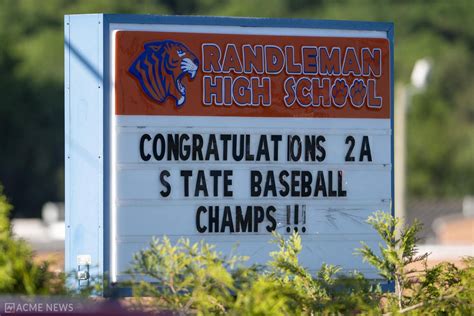 RANDLEMAN
HIGH SCHOOL
CONGRATULATIONS 2A
STATE BASEBALL
CHAMPS !!!
ACME NEWS